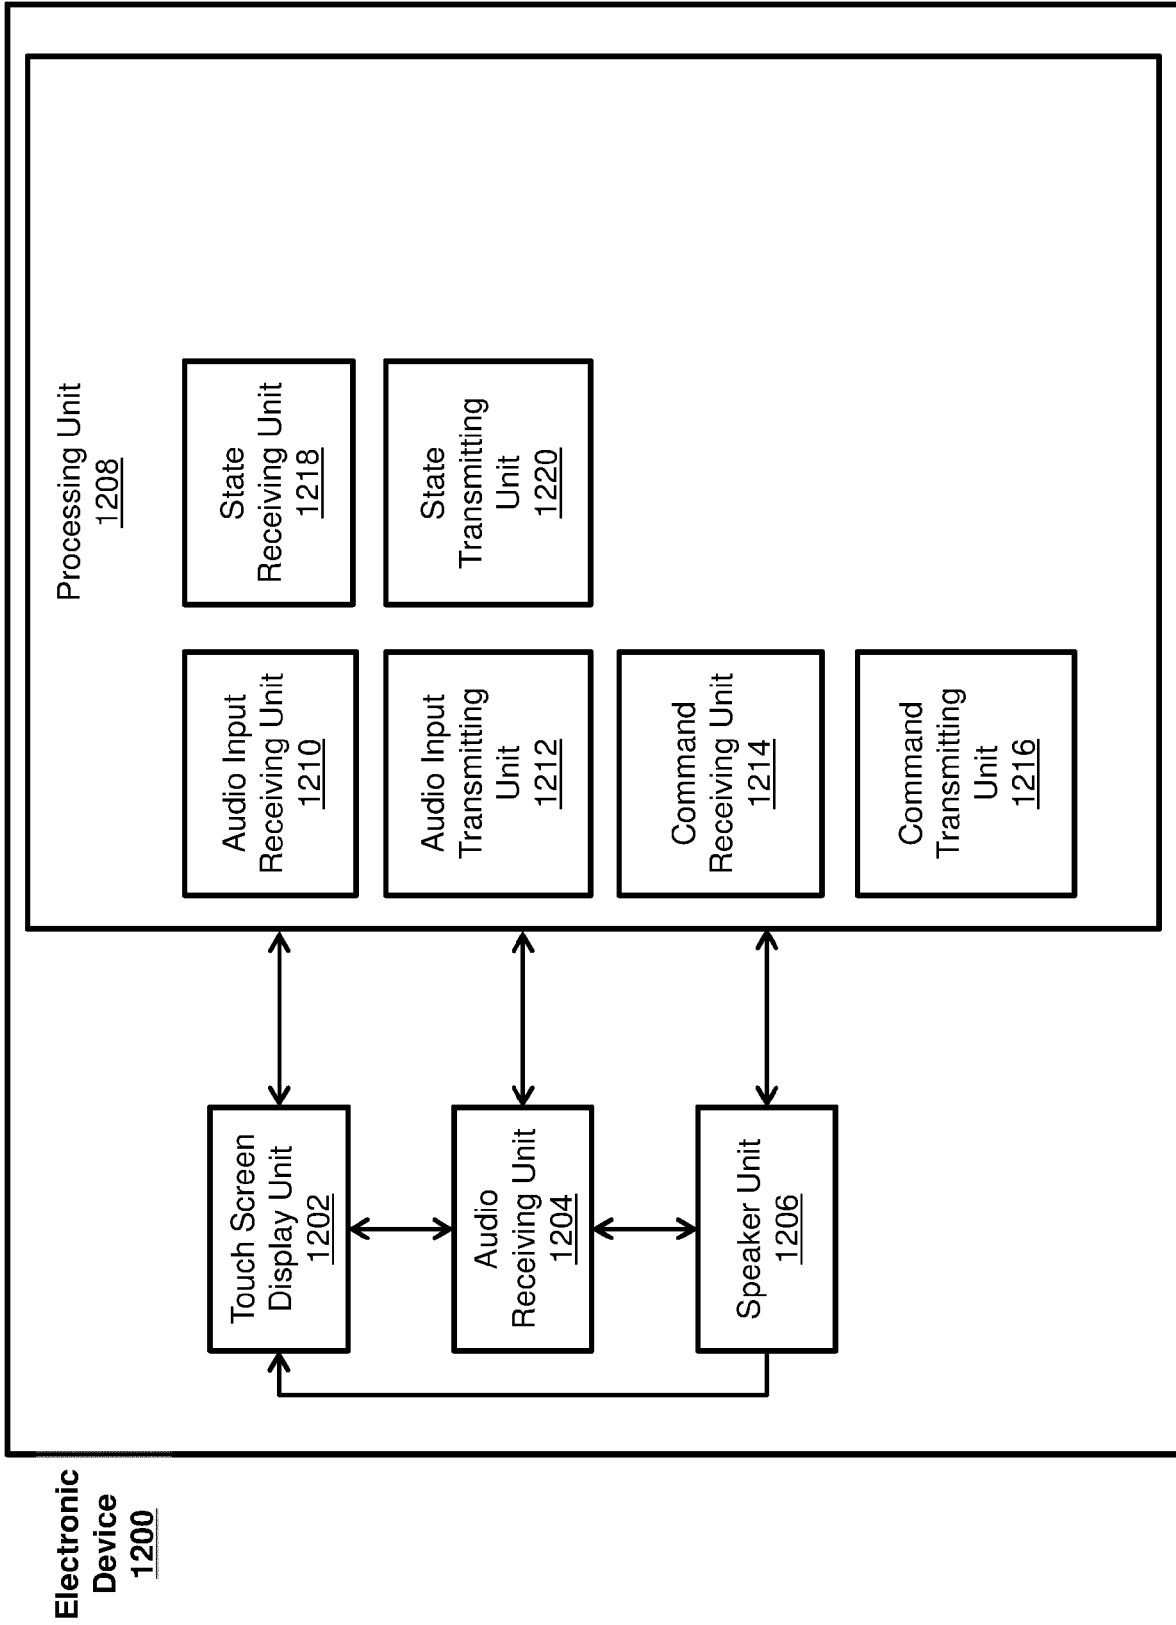 Electronic
Device
1200
Processing Unit
1208
Touch Screen
Display Unit
1202
Audio
Receiving Unit
1204
Speaker Unit
1206
Audio Input
Receiving Unit
1210
Audio Input
Transmitting
Unit
1212
Command
Receiving Unit
1214
Command
Transmitting
Unit
1216
State
Receiving Unit
1218
State
Transmitting
Unit
1220